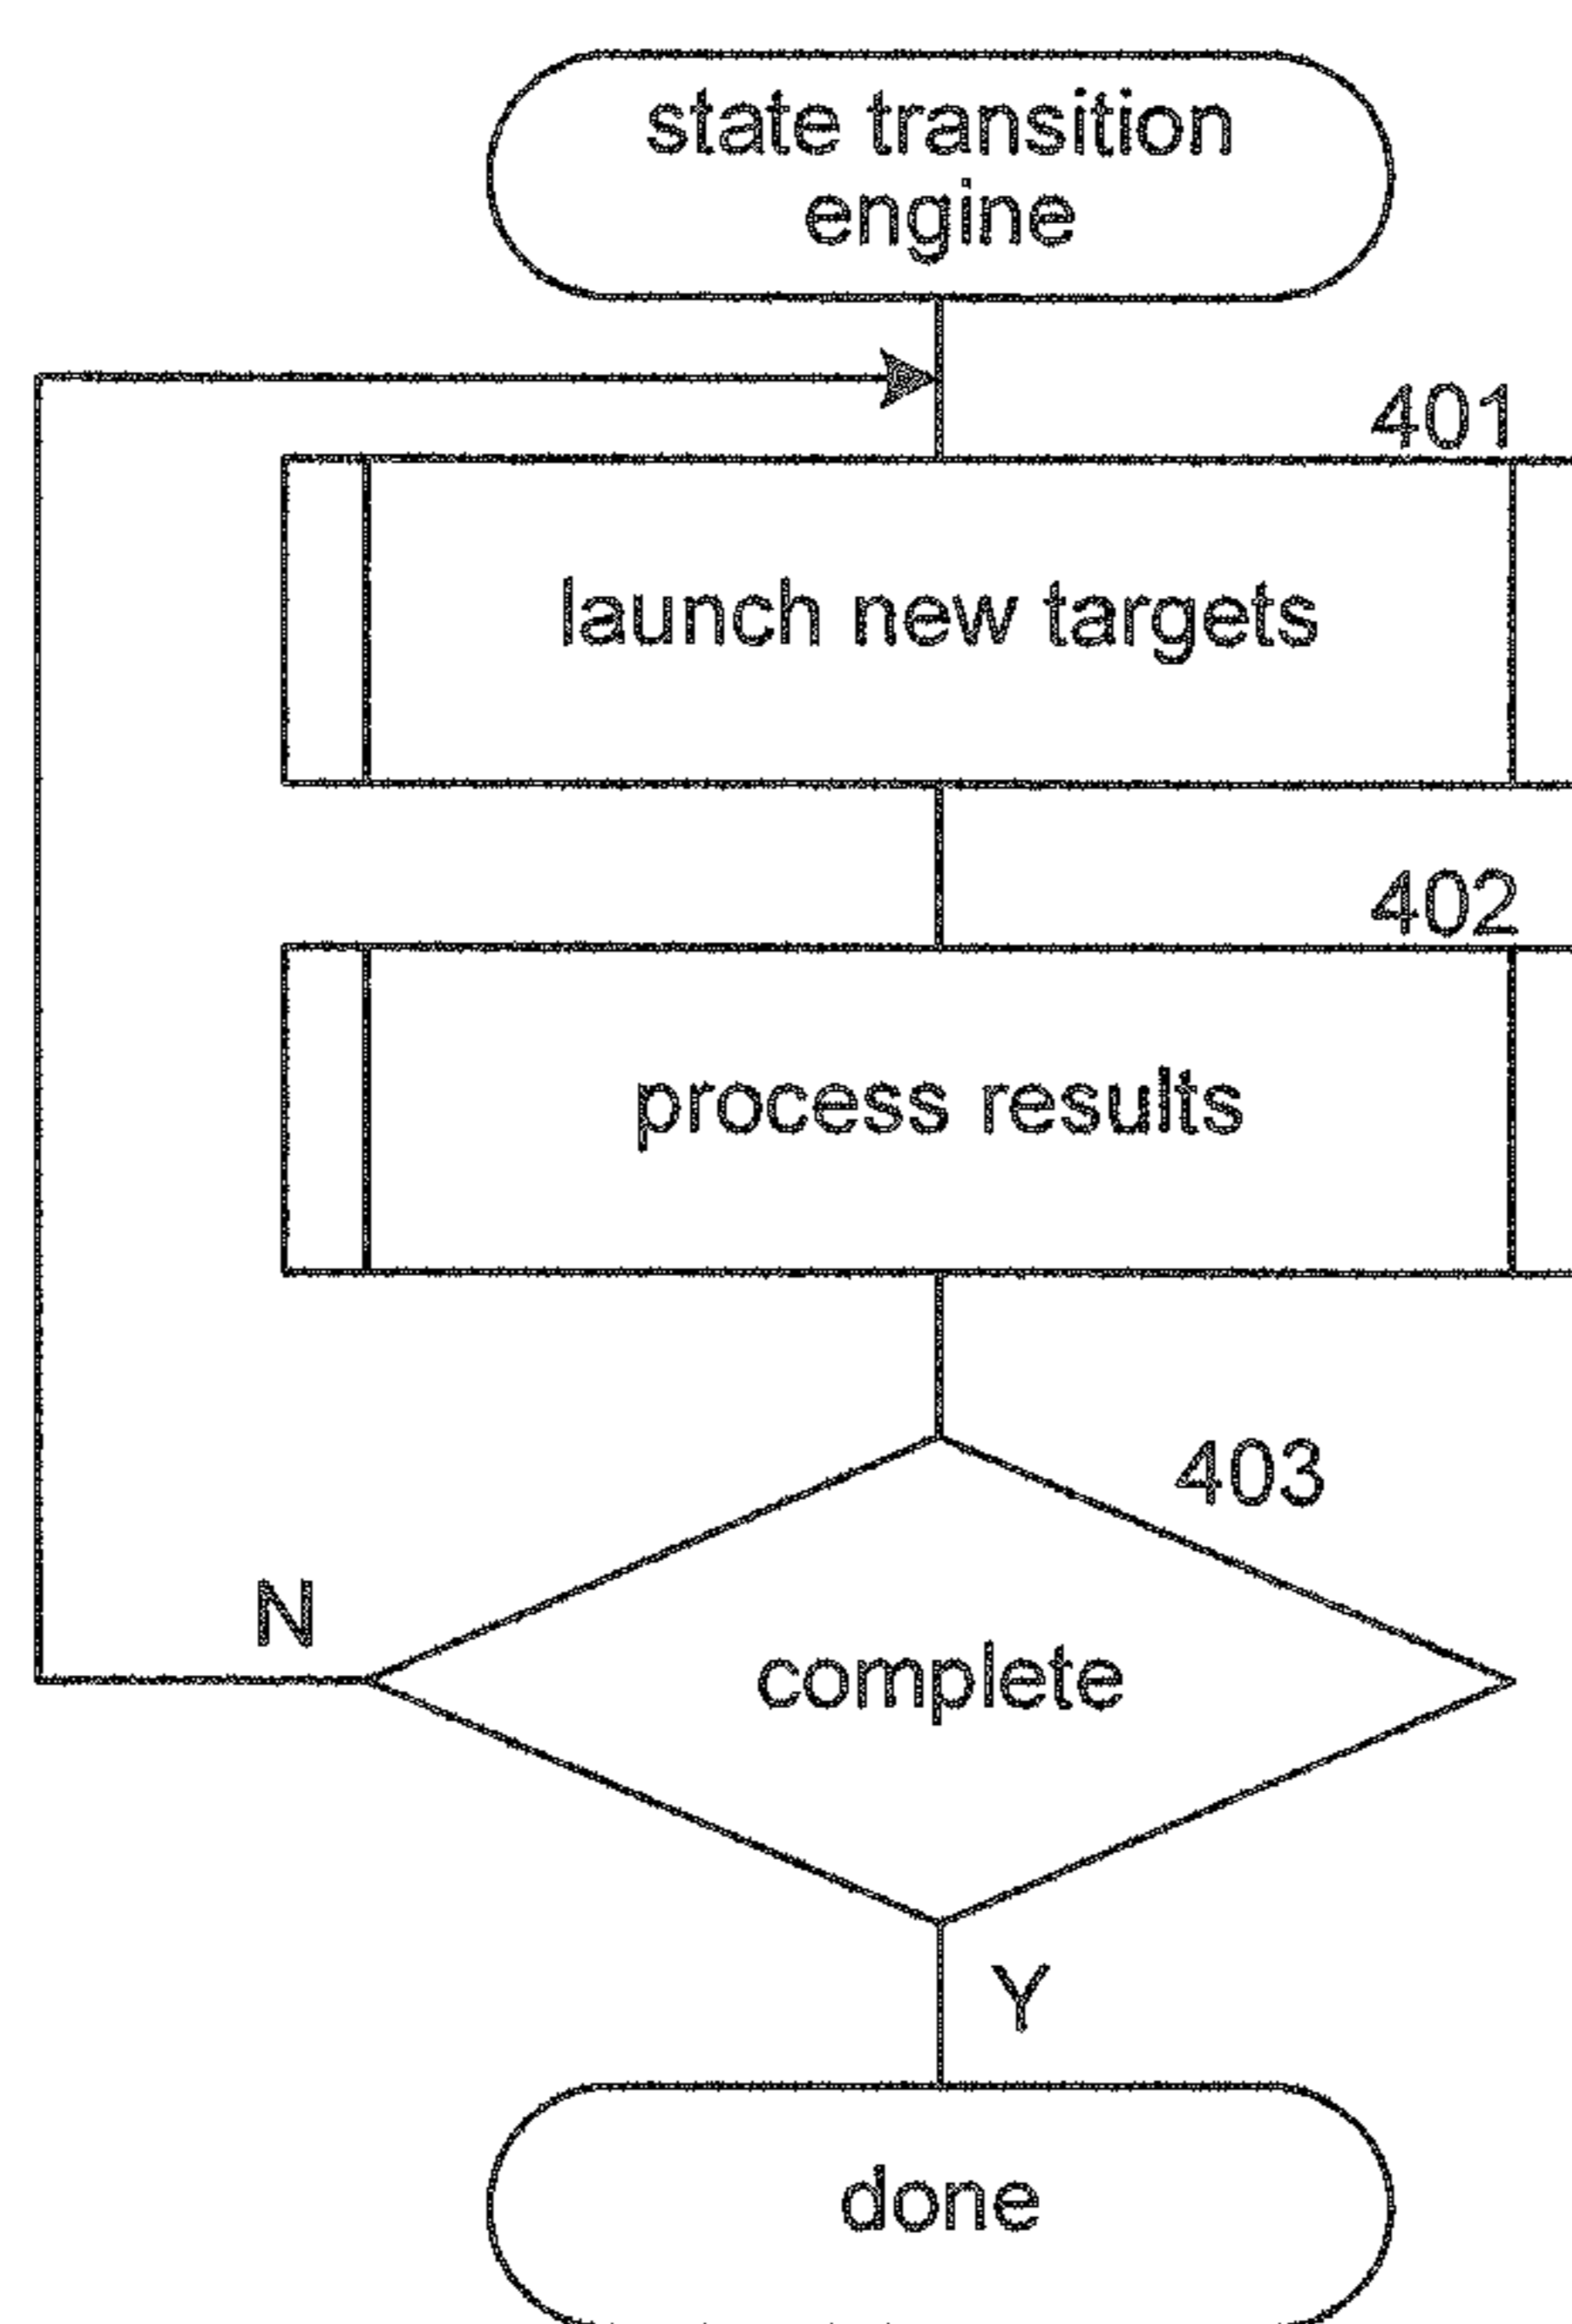 state transition
engine
401
launch new targets
402
process results
403
N
complete
Y
done